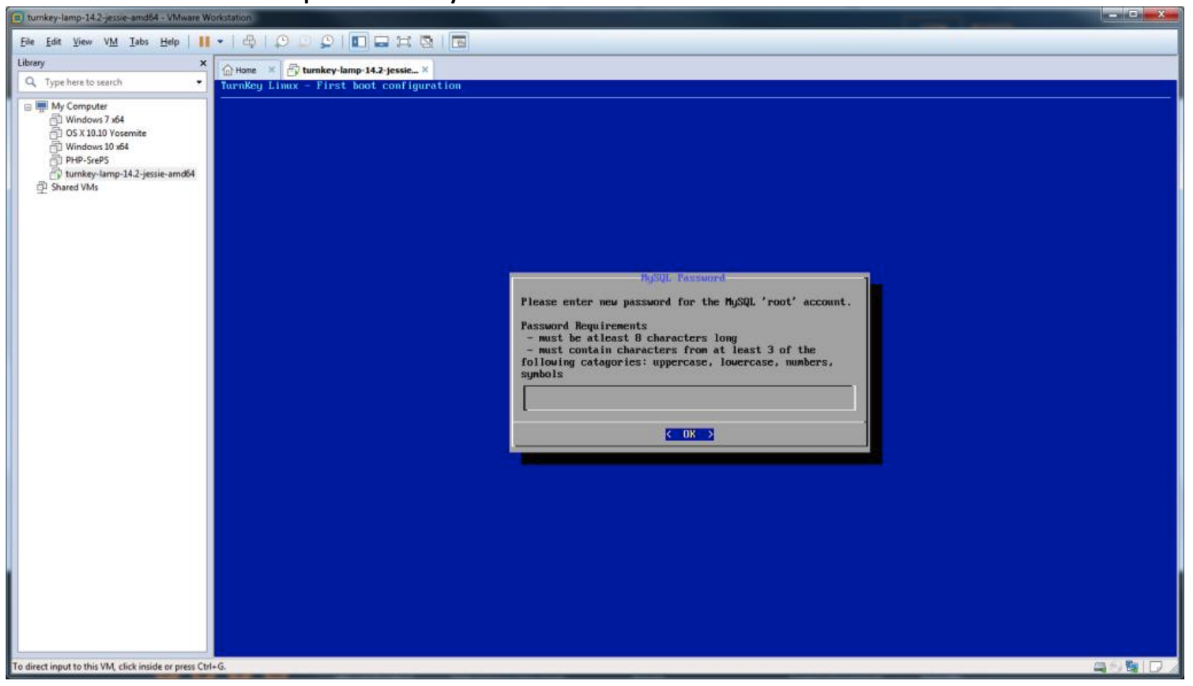 turnkey-lamp-14.2-jessie-amd64 - VMware Workstation
File Edit View VM Tabs Help
Library
Type here to search
My Computer
Windows 7 x64
OS X 10.10 Yosemite
Windows 10 x64
PHP-SrePS
turnkey-lamp-14.2-jessie-amd64
Shared VMs
Home
turnkey-lamp-14.2-jessie...
TurnKey Linux - First boot configuration
MySQL Password
Please enter new password for the MySQL 'root' account.
Password Requirements
- must be atleast 8 characters long
- must contain characters from at least 3 of the
following catagories: uppercase, lowercase, numbers,
symbols
< OK >
To direct input to this VM, click inside or press Ctrl+G.